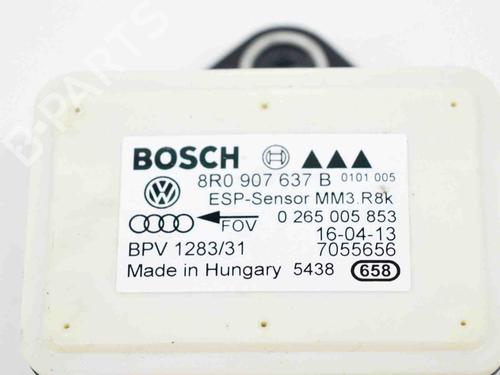 B-PARTS
BOSCH
8R0 907 637 B 0101 005
ESP-Sensor MM3.R8k
FOV 0 265 005 853
16-04-13
BPV 1283/31 7055656
Made in Hungary 5438 658